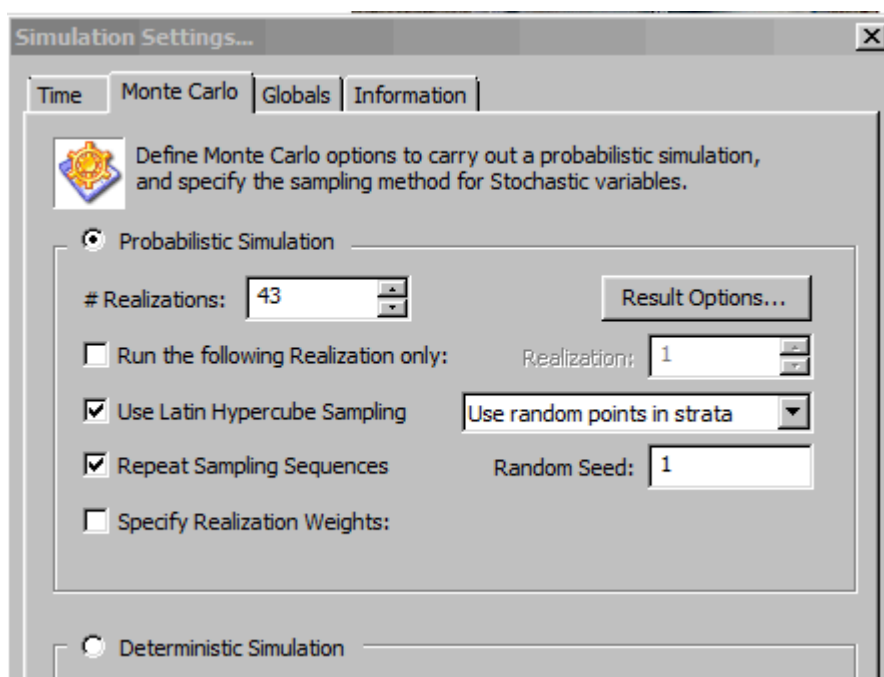 Simulation Settings...
Time Monte Carlo Globals Information
Define Monte Carlo options to carry out a probabilistic simulation,
and specify the sampling method for Stochastic variables.
Probabilistic Simulation
# Realizations: 43 Result Options...
Run the following Realization only: Realization: 1
Use Latin Hypercube Sampling Use random points in strata
Repeat Sampling Sequences Random Seed: 1
Specify Realization Weights:
Deterministic Simulation